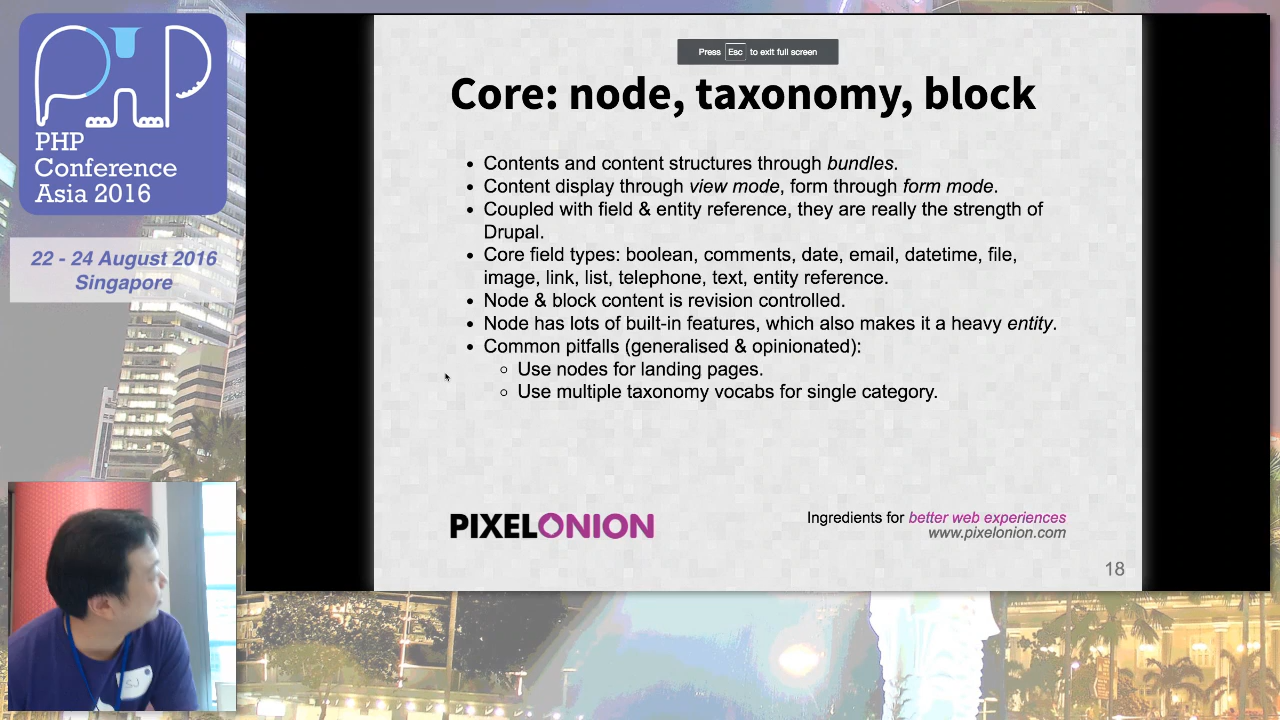 PHP
Conference
Asia 2016
22 - 24 August 2016
Singapore
Press Esc to exit full screen
Core: node, taxonomy, block
• Contents and content structures through bundles.
• Content display through view mode, form through form mode.
• Coupled with field & entity reference, they are really the strength of
Drupal.
• Core field types: boolean, comments, date, email, datetime, file,
image, link, list, telephone, text, entity reference.
• Node & block content is revision controlled.
• Node has lots of built-in features, which also makes it a heavy entity.
• Common pitfalls (generalised & opinionated):
◦ Use nodes for landing pages.
◦ Use multiple taxonomy vocabs for single category.
PIXELONION
Ingredients for better web experiences
www.pixelonion.com
18
SJ